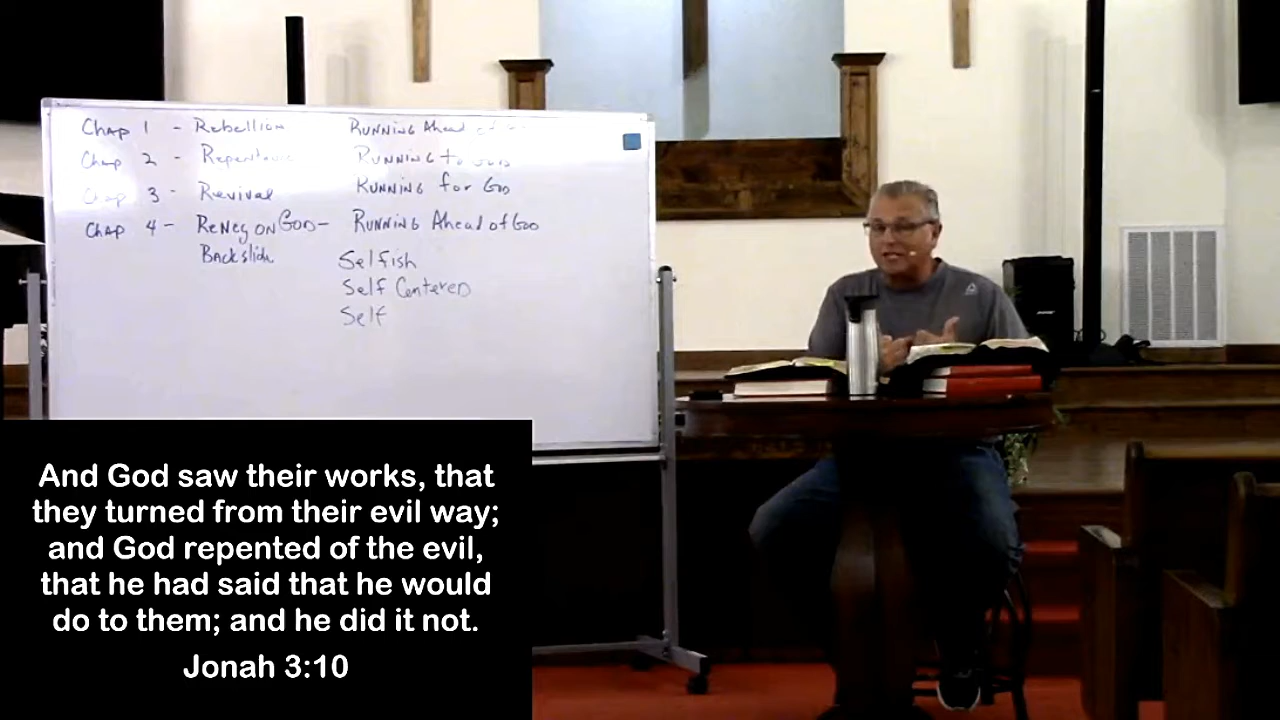 Chap 1 - Rebellion Running Ahead of
Chap 2 - Repentance Running to God
Chap 3 - Revival Running for God
Chap 4 - Reneg on God - Running Ahead of God
Backslide Selfish
Self Centered
Self
And God saw their works, that
they turned from their evil way;
and God repented of the evil,
that he had said that he would
do to them; and he did it not.
Jonah 3:10